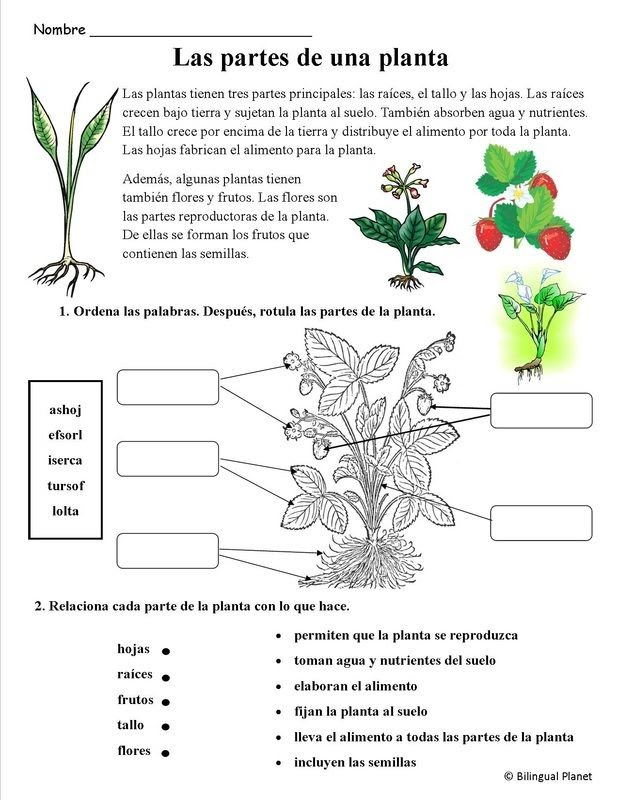 Nombre ______________________________
Las partes de una planta
Las plantas tienen tres partes principales: las raíces, el tallo y las hojas. Las raíces
crecen bajo tierra y sujetan la planta al suelo. También absorben agua y nutrientes.
El tallo crece por encima de la tierra y distribuye el alimento por toda la planta.
Las hojas fabrican el alimento para la planta.
Además, algunas plantas tienen
también flores y frutos. Las flores son
las partes reproductoras de la planta.
De ellas se forman los frutos que
contienen las semillas.
1. Ordena las palabras. Después, rotula las partes de la planta.
ashoj
efsorl
iserca
tursof
lolta
2. Relaciona cada parte de la planta con lo que hace.
hojas •
raíces •
frutos •
tallo •
flores •
• permiten que la planta se reproduzca
• toman agua y nutrientes del suelo
• elaboran el alimento
• fijan la planta al suelo
• lleva el alimento a todas las partes de la planta
• incluyen las semillas
© Bilingual Planet